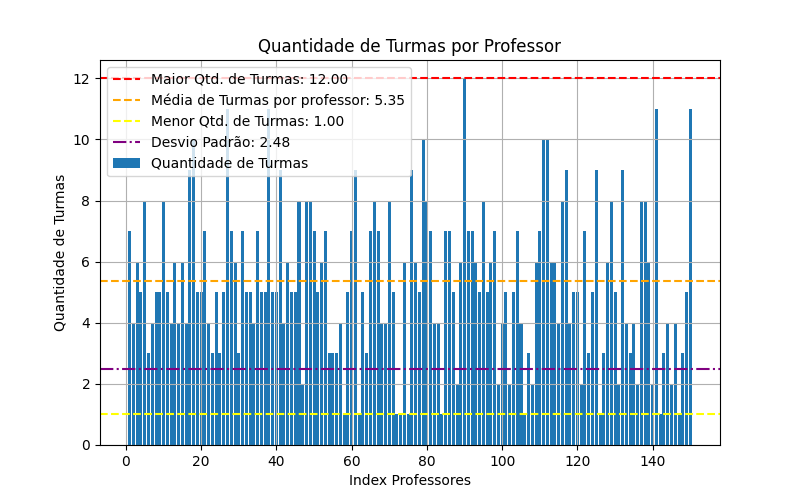 Quantidade de Turmas por Professor
Maior Qtd. de Turmas: 12.00
Média de Turmas por professor: 5.35
Menor Qtd. de Turmas: 1.00
Desvio Padrão: 2.48
Quantidade de Turmas
Quantidade de Turmas
12
10
8
6
4
2
0
0 20 40 60 80 100 120 140
Index Professores